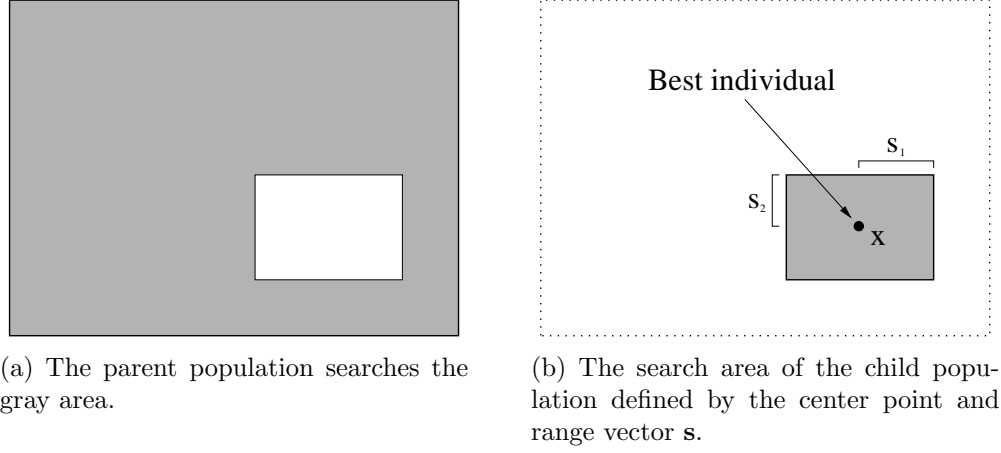 Best individual
S1
S2
X
(a) The parent population searches the
gray area.
(b) The search area of the child popu-
lation defined by the center point and
range vector s.